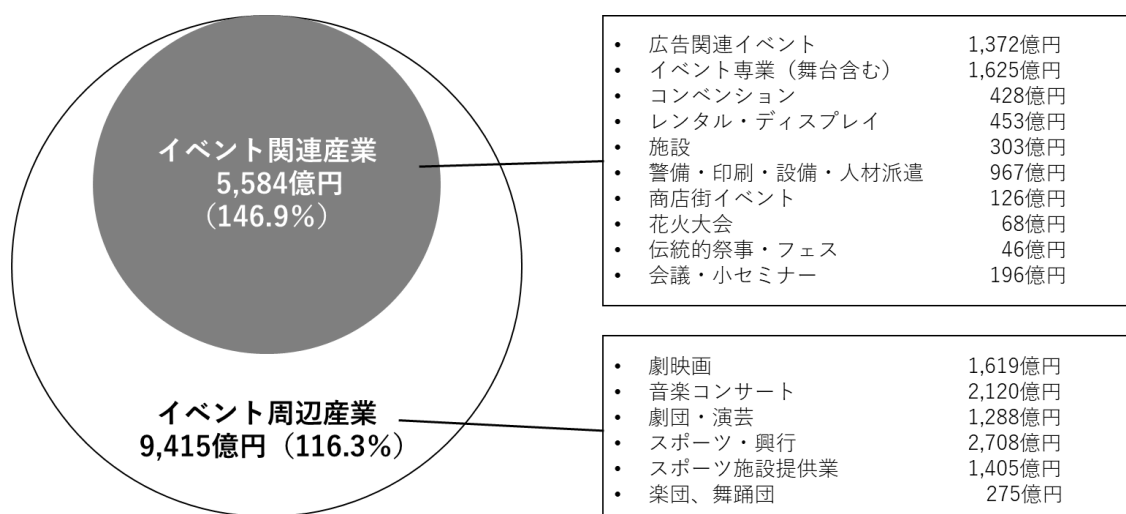 イベント関連産業
5,584億円
（146.9%）
イベント周辺産業
9,415億円（116.3%）
• 広告関連イベント 1,372億円
• イベント専業（舞台含む） 1,625億円
• コンベンション 428億円
• レンタル・ディスプレイ 453億円
• 施設 303億円
• 警備・印刷・設備・人材派遣 967億円
• 商店街イベント 126億円
• 花火大会 68億円
• 伝統的祭事・フェス 46億円
• 会議・小セミナー 196億円
• 劇映画 1,619億円
• 音楽コンサート 2,120億円
• 劇団・演芸 1,288億円
• スポーツ・興行 2,708億円
• スポーツ施設提供業 1,405億円
• 楽団、舞踊団 275億円